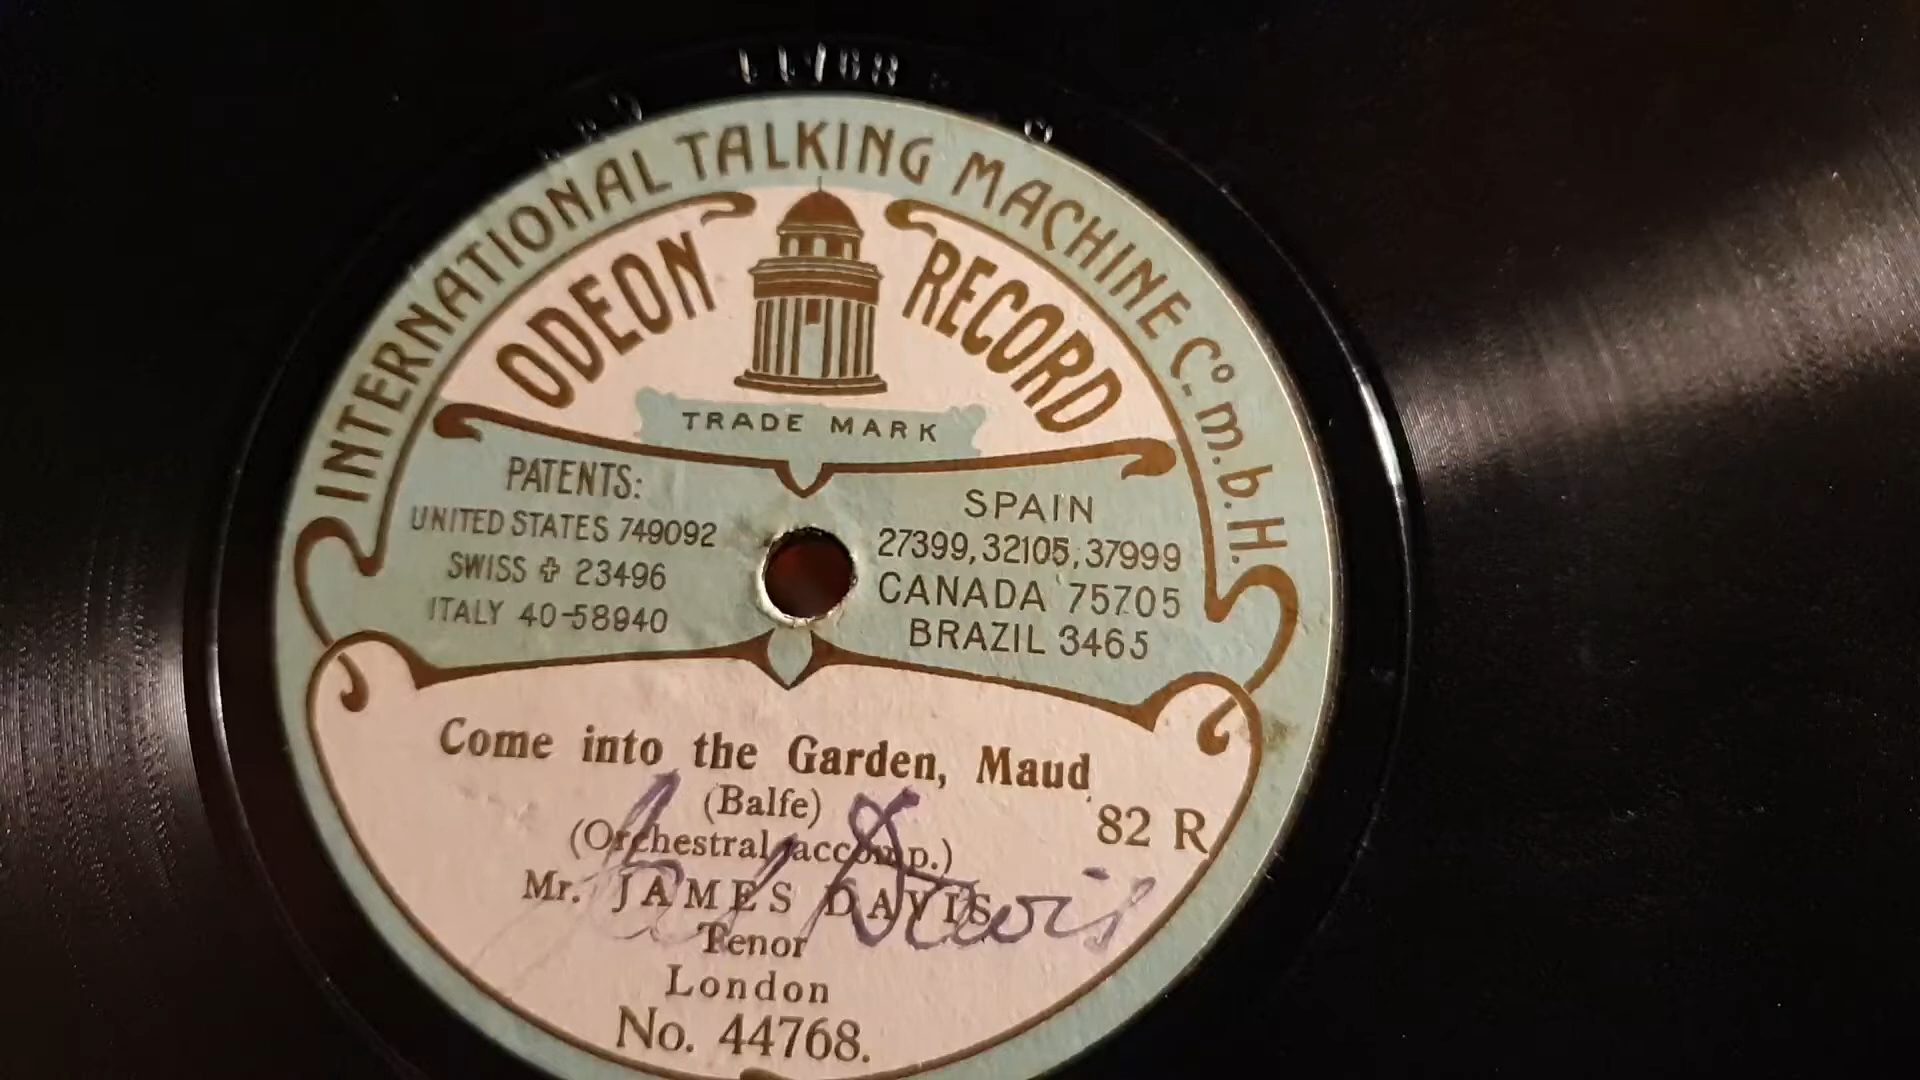 INTERNATIONAL TALKING MACHINE Co. m.b.H.
ODEON RECORD
TRADE MARK
PATENTS:
UNITED STATES 749092
SWISS ✠ 23496
ITALY 40-58940
SPAIN
27399, 32105, 37999
CANADA 75705
BRAZIL 3465
Come into the Garden, Maud
(Balfe)
82 R
(Orchestral accomp.)
Mr. JAMES DAVIS
Tenor
London
No. 44768.
Davis